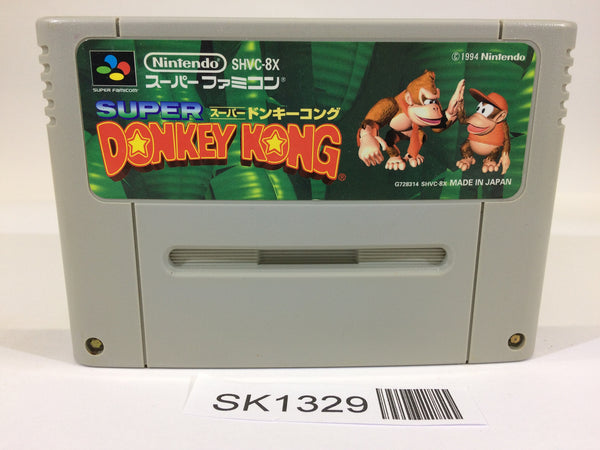 Nintendo SHVC-8X
©1994 Nintendo
SUPER FAMICOM
スーパーファミコン®
SUPER スーパードンキーコング
DONKEY KONG®
G728314 SHVC-8X MADE IN JAPAN
SK1329